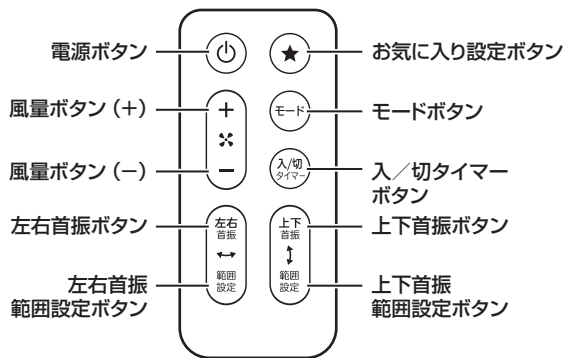 電源ボタン
お気に入り設定ボタン
風量ボタン（＋）
モード
モードボタン
風量ボタン（－）
入/切
タイマー
入／切タイマー
ボタン
左右首振ボタン
左右
首振
上下
首振
上下首振ボタン
左右首振
範囲設定ボタン
範囲
設定
範囲
設定
上下首振
範囲設定ボタン